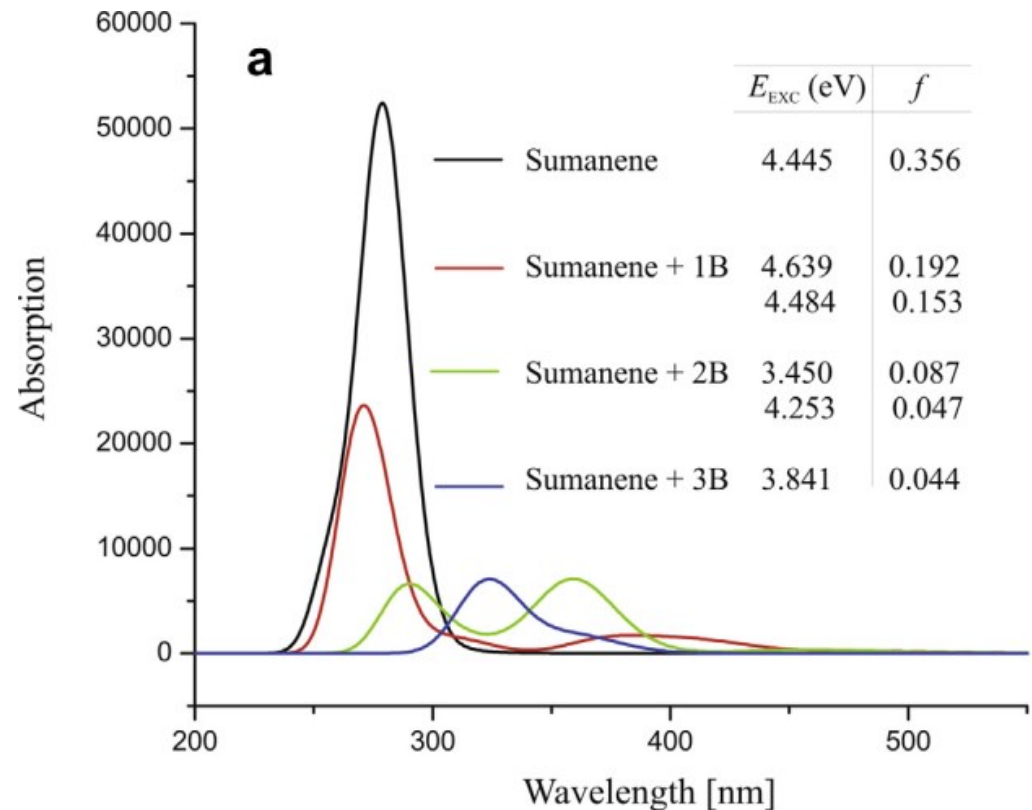 60000
50000
40000
30000
20000
10000
0
Absorption
a
E_EXC (eV) f
Sumanene 4.445 0.356
Sumanene + 1B 4.639 0.192
4.484 0.153
Sumanene + 2B 3.450 0.087
4.253 0.047
Sumanene + 3B 3.841 0.044
200 300 400 500
Wavelength [nm]